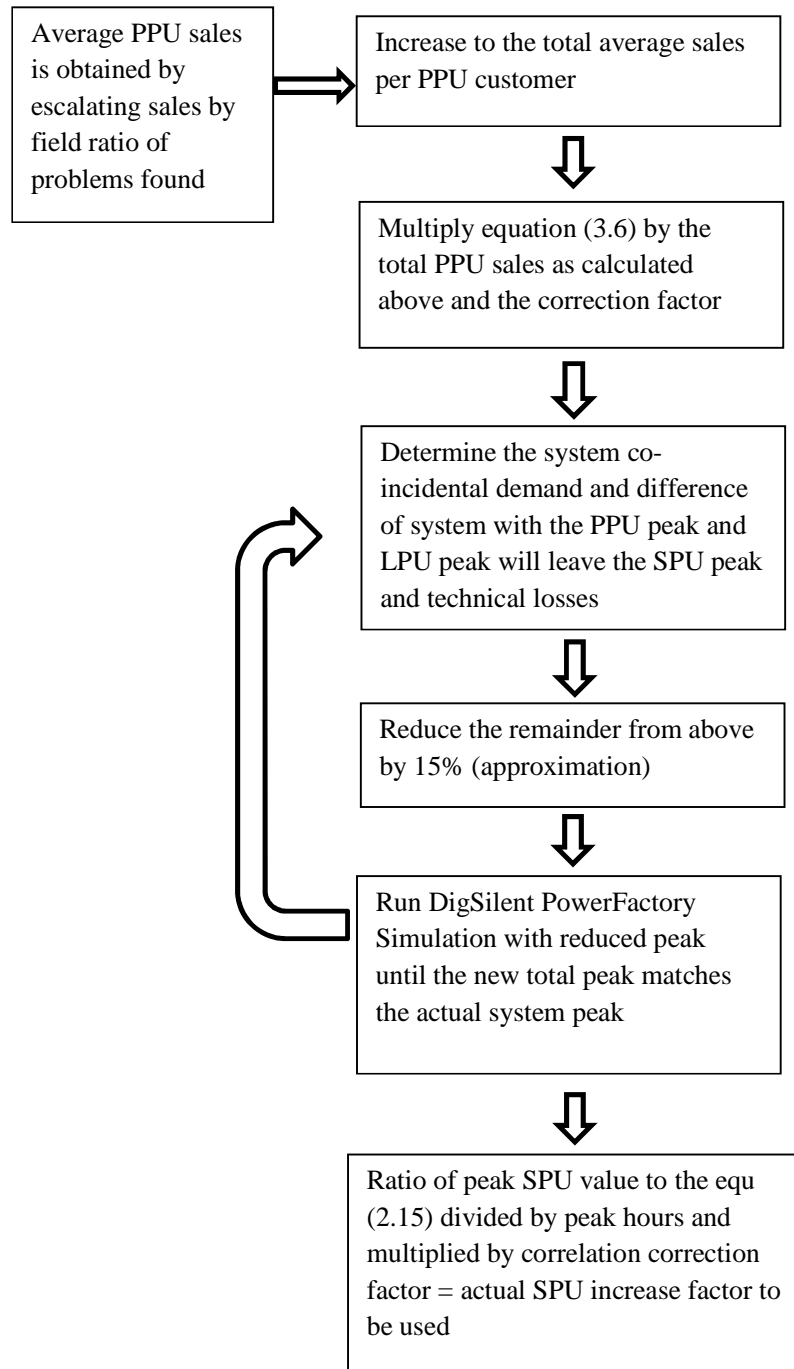 Average PPU sales
is obtained by
escalating sales by
field ratio of
problems found
Increase to the total average sales
per PPU customer
Multiply equation (3.6) by the
total PPU sales as calculated
above and the correction factor
Determine the system co-
incidental demand and difference
of system with the PPU peak and
LPU peak will leave the SPU peak
and technical losses
Reduce the remainder from above
by 15% (approximation)
Run DigSilent PowerFactory
Simulation with reduced peak
until the new total peak matches
the actual system peak
Ratio of peak SPU value to the equ
(2.15) divided by peak hours and
multiplied by correlation correction
factor = actual SPU increase factor to
be used